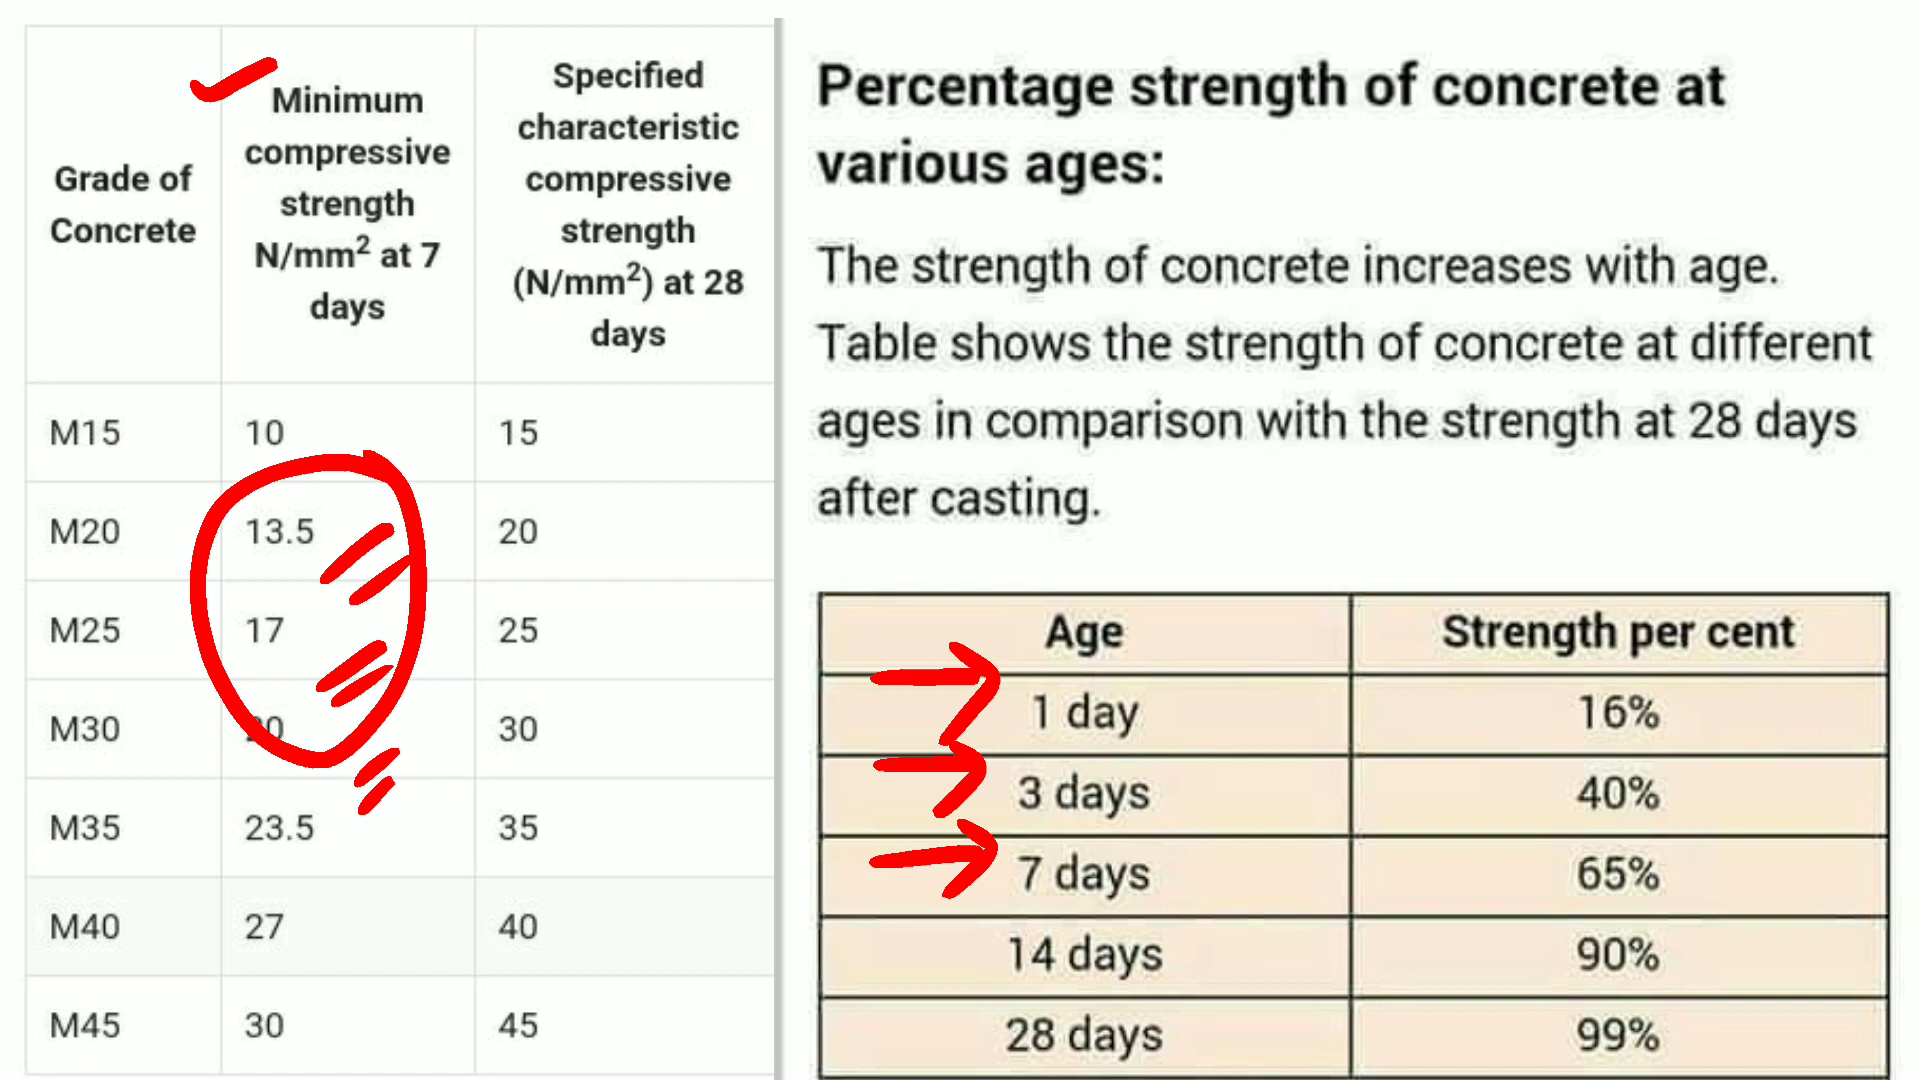 Grade of
Concrete
Minimum
compressive
strength
N/mm² at 7
days
Specified
characteristic
compressive
strength
(N/mm²) at 28
days
M15 10 15
M20 13.5 20
M25 17 25
M30 20 30
M35 23.5 35
M40 27 40
M45 30 45
Percentage strength of concrete at
various ages:
The strength of concrete increases with age.
Table shows the strength of concrete at different
ages in comparison with the strength at 28 days
after casting.
Age Strength per cent
1 day 16%
3 days 40%
7 days 65%
14 days 90%
28 days 99%